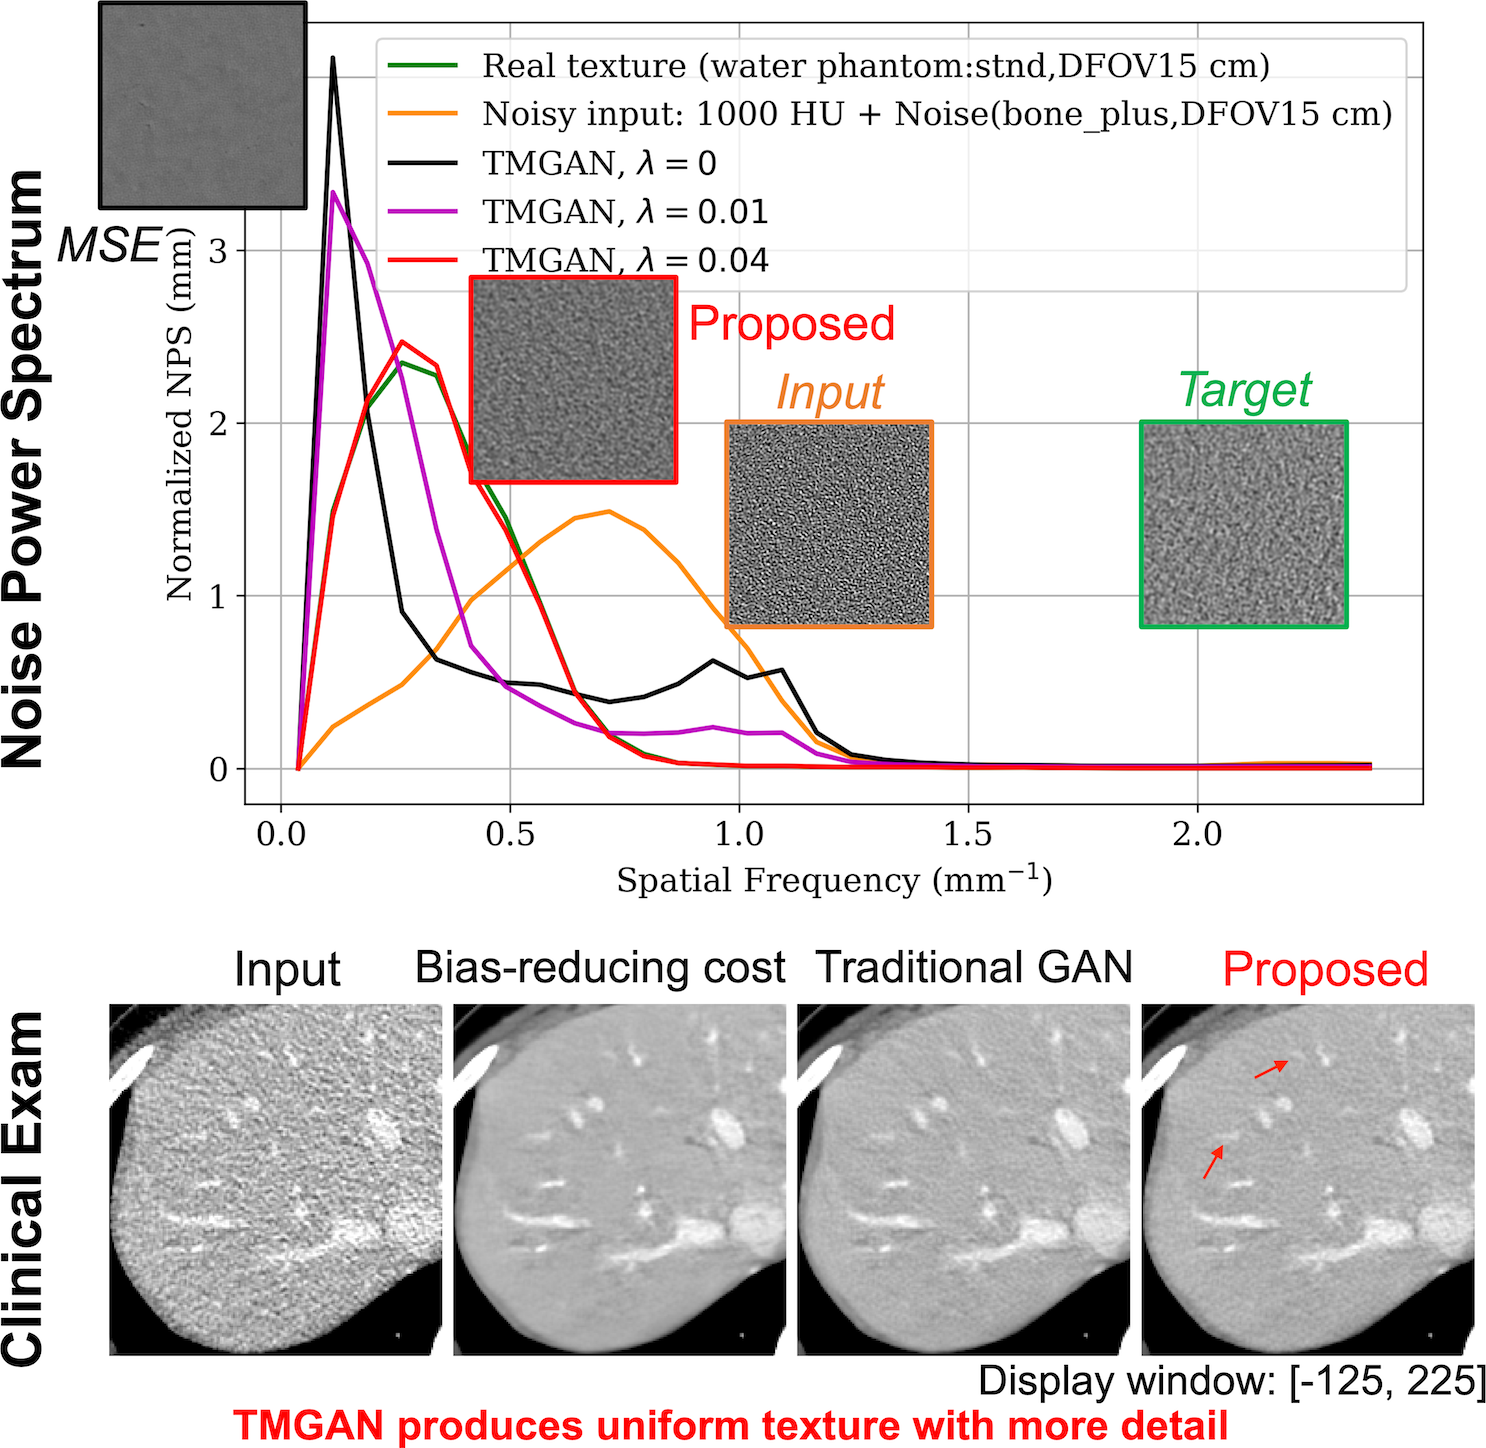 Noise Power Spectrum
MSE
Normalized NPS (mm)
3
2
1
0
Real texture (water phantom:stnd,DFOV15 cm)
Noisy input: 1000 HU + Noise(bone_plus,DFOV15 cm)
TMGAN, λ = 0
TMGAN, λ = 0.01
TMGAN, λ = 0.04
Proposed
Input
Target
0.0 0.5 1.0 1.5 2.0
Spatial Frequency (mm⁻¹)
Clinical Exam
Input Bias-reducing cost Traditional GAN Proposed
Display window: [-125, 225]
TMGAN produces uniform texture with more detail